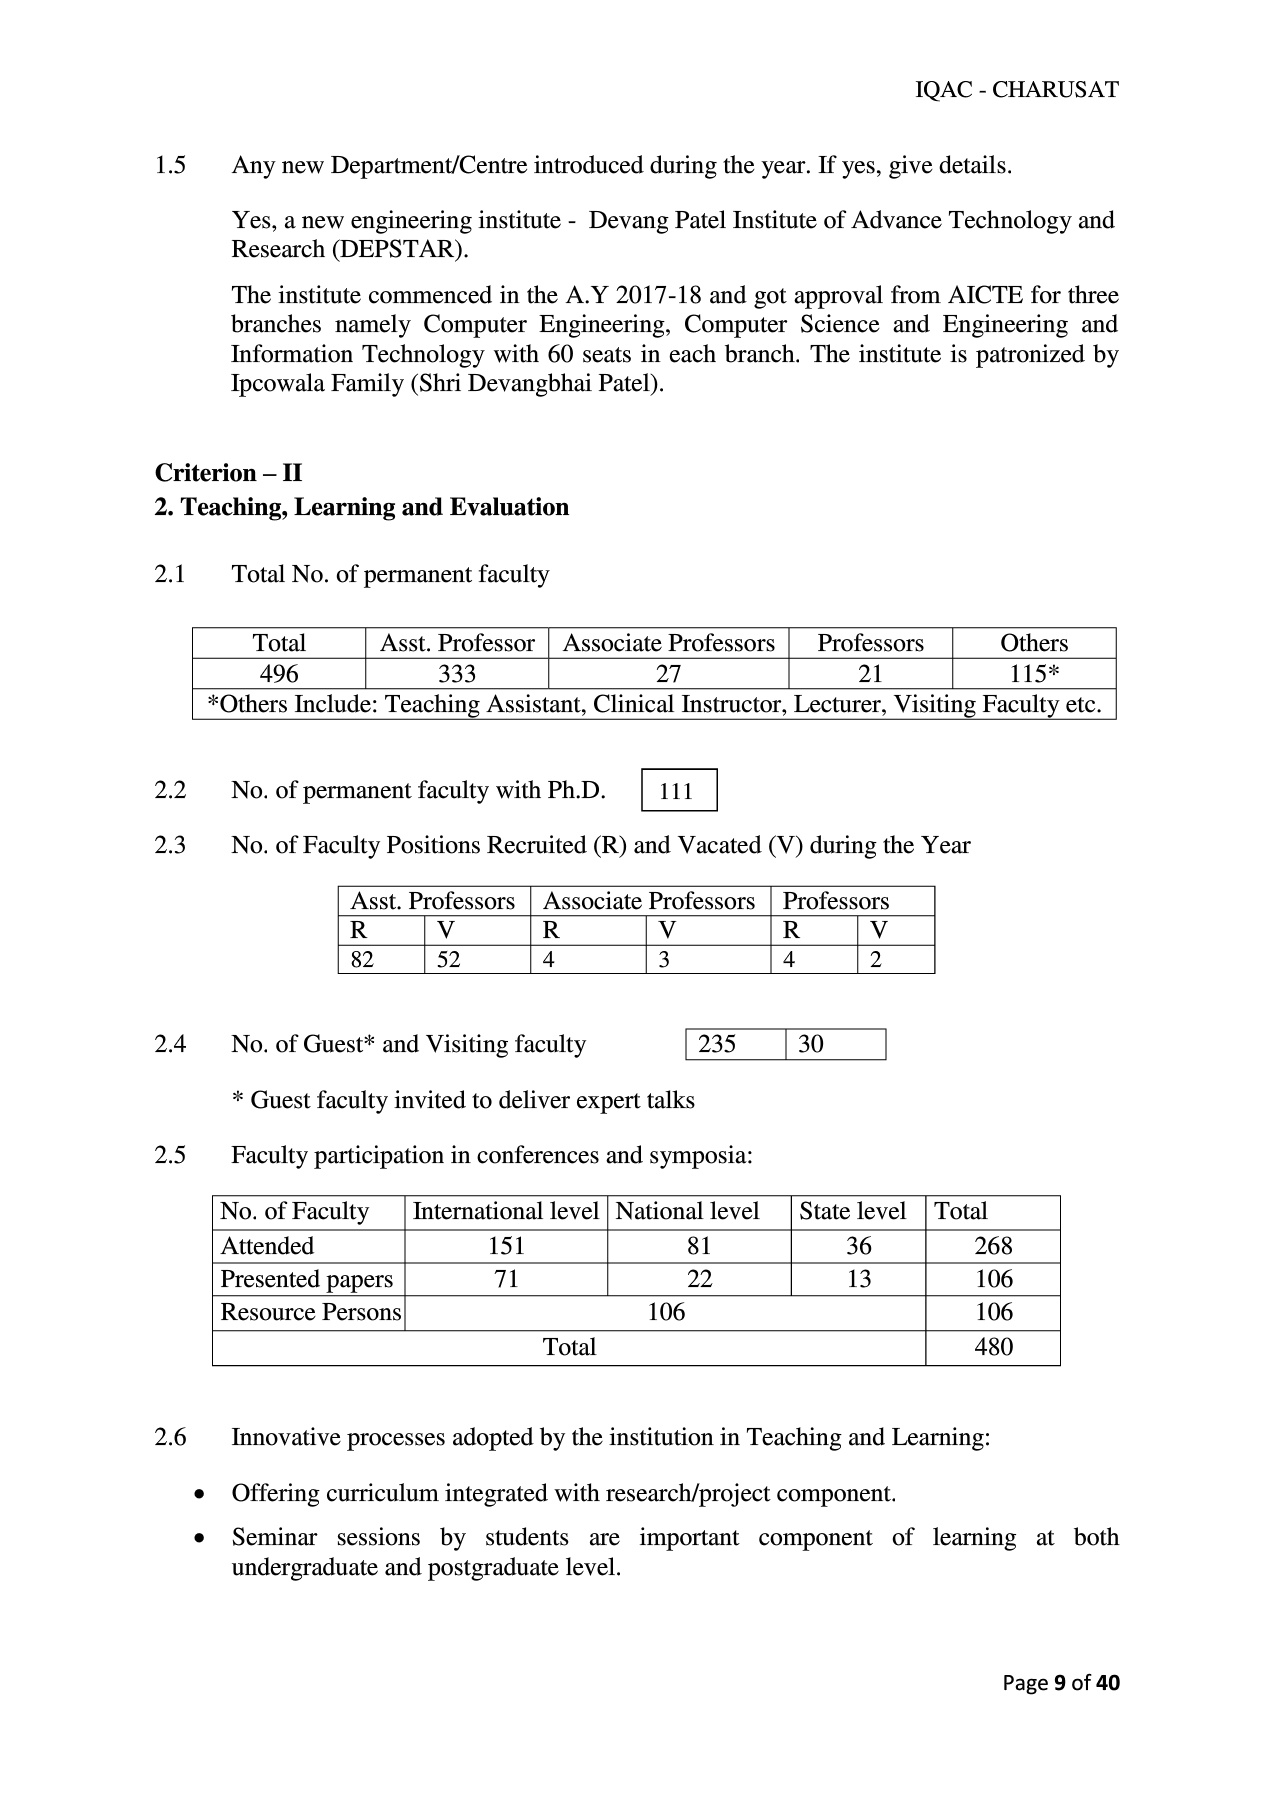 IQAC - CHARUSAT
1.5 Any new Department/Centre introduced during the year. If yes, give details.
Yes, a new engineering institute - Devang Patel Institute of Advance Technology and
Research (DEPSTAR).
The institute commenced in the A.Y 2017-18 and got approval from AICTE for three
branches namely Computer Engineering, Computer Science and Engineering and
Information Technology with 60 seats in each branch. The institute is patronized by
Ipcowala Family (Shri Devangbhai Patel).
Criterion – II
2. Teaching, Learning and Evaluation
2.1 Total No. of permanent faculty
Total Asst. Professor Associate Professors Professors Others
496 333 27 21 115*
*Others Include: Teaching Assistant, Clinical Instructor, Lecturer, Visiting Faculty etc.
2.2 No. of permanent faculty with Ph.D. 111
2.3 No. of Faculty Positions Recruited (R) and Vacated (V) during the Year
Asst. Professors Associate Professors Professors
R V R V R V
82 52 4 3 4 2
2.4 No. of Guest* and Visiting faculty 235 30
* Guest faculty invited to deliver expert talks
2.5 Faculty participation in conferences and symposia:
No. of Faculty International level National level State level Total
Attended 151 81 36 268
Presented papers 71 22 13 106
Resource Persons 106 106
Total 480
2.6 Innovative processes adopted by the institution in Teaching and Learning:
• Offering curriculum integrated with research/project component.
• Seminar sessions by students are important component of learning at both
undergraduate and postgraduate level.
Page 9 of 40